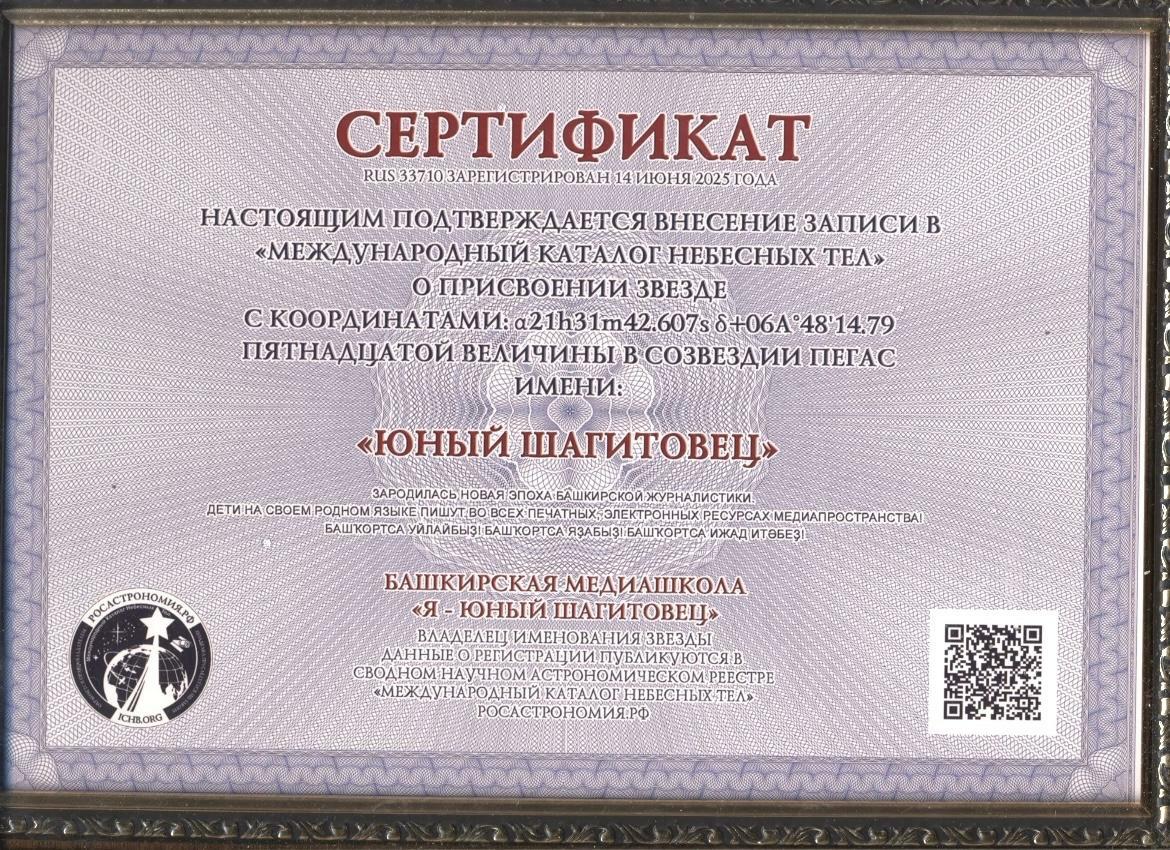 СЕРТИФИКАТ
RUS 33710 ЗАРЕГИСТРИРОВАН 14 ИЮНЯ 2025 ГОДА
НАСТОЯЩИМ ПОДТВЕРЖДАЕТСЯ ВНЕСЕНИЕ ЗАПИСИ В
«МЕЖДУНАРОДНЫЙ КАТАЛОГ НЕБЕСНЫХ ТЕЛ»
О ПРИСВОЕНИИ ЗВЕЗДЕ
С КООРДИНАТАМИ: α21h31m42.607s δ+06А°48'14.79
ПЯТНАДЦАТОЙ ВЕЛИЧИНЫ В СОЗВЕЗДИИ ПЕГАС
ИМЕНИ:
«ЮНЫЙ ШАГИТОВЕЦ»
ЗАРОДИЛАСЬ НОВАЯ ЭПОХА БАШКИРСКОЙ ЖУРНАЛИСТИКИ.
ДЕТИ НА СВОЕМ РОДНОМ ЯЗЫКЕ ПИШУТ ВО ВСЕХ ПЕЧАТНЫХ, ЭЛЕКТРОННЫХ РЕСУРСАХ МЕДИАПРОСТРАНСТВА!
БАШҠОРТСА УЙЛАЙБЫҘ! БАШҠОРТСА ЯҘАБЫҘ! БАШҠОРТСА ИЖАД ИТӘБЕҘ!
БАШКИРСКАЯ МЕДИАШКОЛА
«Я - ЮНЫЙ ШАГИТОВЕЦ»
ВЛАДЕЛЕЦ ИМЕНОВАНИЯ ЗВЕЗДЫ
ДАННЫЕ О РЕГИСТРАЦИИ ПУБЛИКУЮТСЯ В
СВОДНОМ НАУЧНОМ АСТРОНОМИЧЕСКОМ РЕЕСТРЕ
«МЕЖДУНАРОДНЫЙ КАТАЛОГ НЕБЕСНЫХ ТЕЛ»
РОСАСТРОНОМИЯ.РФ
РОСАСТРОНОМИЯ.РФ
ICHB.ORG